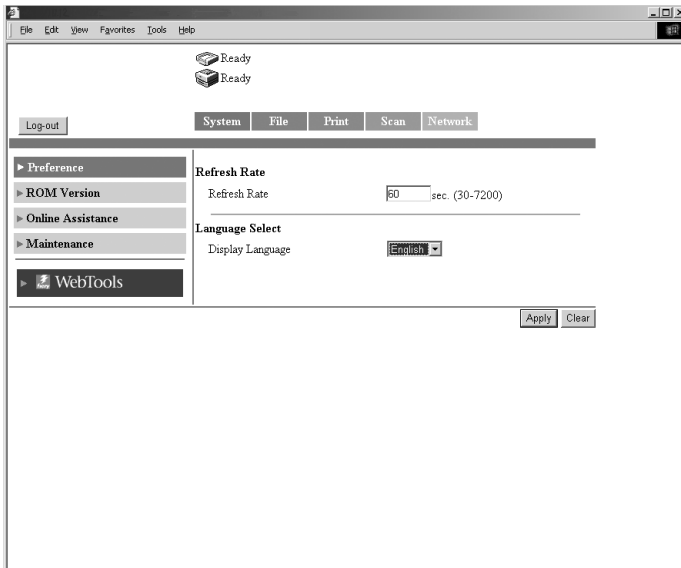 File Edit View Favorites Tools Help
Ready
Ready
Log-out
System File Print Scan Network
Preference
ROM Version
Online Assistance
Maintenance
WebTools
Refresh Rate
Refresh Rate 60 sec. (30-7200)
Language Select
Display Language English
Apply Clear